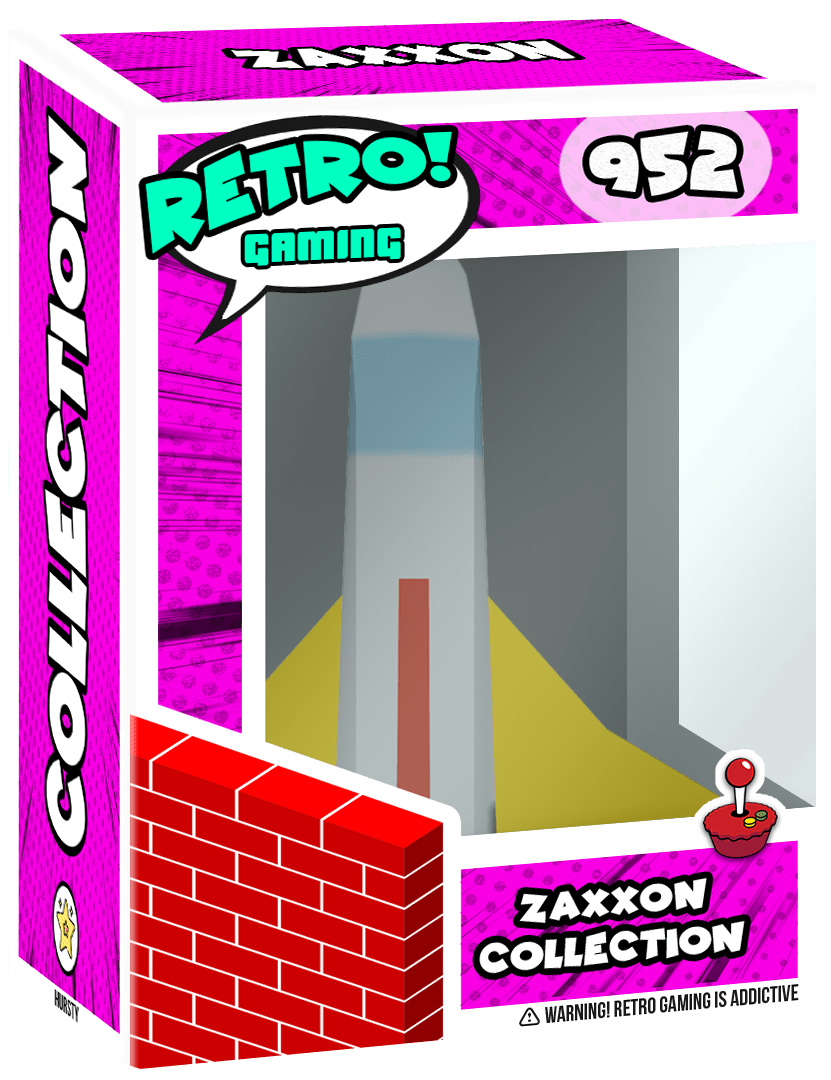 ZAXXON
RETRO!
GAMING
952
COLLECTION
HURSTY
ZAXXON
COLLECTION
WARNING! RETRO GAMING IS ADDICTIVE